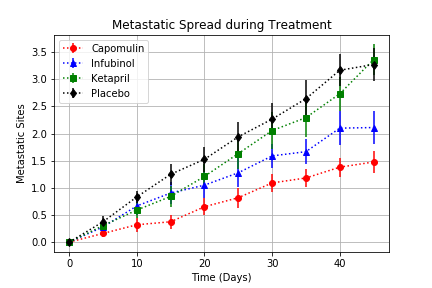 Metastatic Spread during Treatment
Capomulin
Infubinol
Ketapril
Placebo
Metastatic Sites
3.5
3.0
2.5
2.0
1.5
1.0
0.5
0.0
0 10 20 30 40
Time (Days)